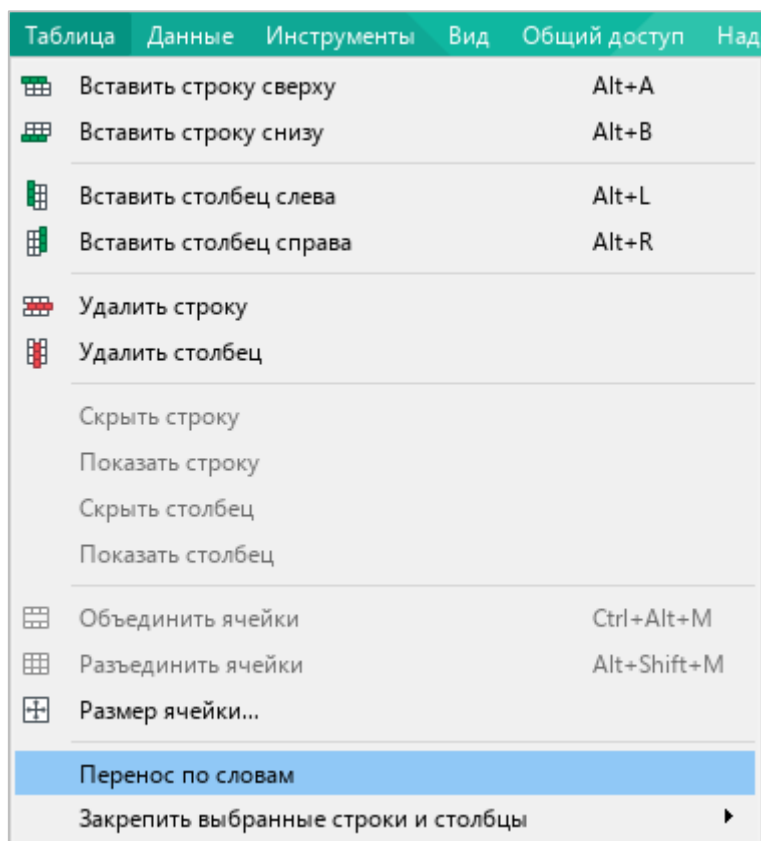 Таблица Данные Инструменты Вид Общий доступ Над
Вставить строку сверху Alt+A
Вставить строку снизу Alt+B
Вставить столбец слева Alt+L
Вставить столбец справа Alt+R
Удалить строку
Удалить столбец
Скрыть строку
Показать строку
Скрыть столбец
Показать столбец
Объединить ячейки Ctrl+Alt+M
Разъединить ячейки Alt+Shift+M
Размер ячейки...
Перенос по словам
Закрепить выбранные строки и столбцы